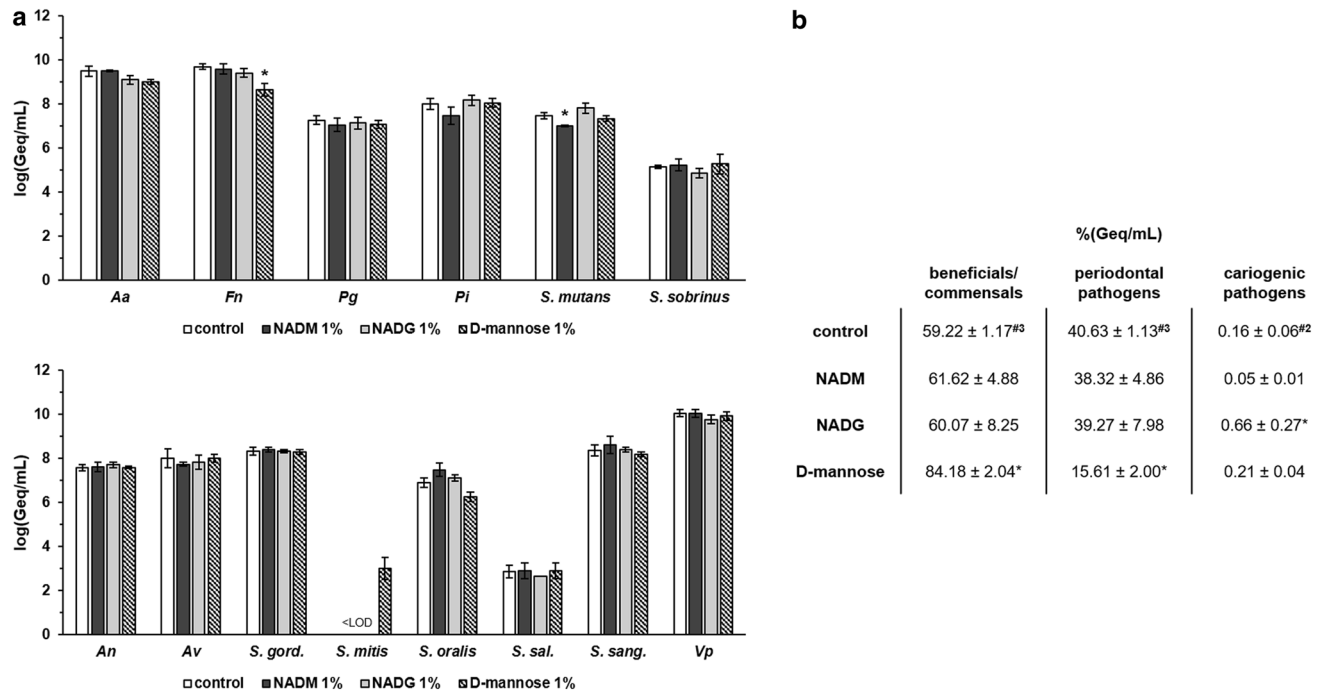 a
12
10
8
6
4
2
0
log(Geq/mL)
*
*
Aa Fn Pg Pi S. mutans S. sobrinus
control NADM 1% NADG 1% D-mannose 1%
12
10
8
6
4
2
0
log(Geq/mL)
<LOD
An Av S. gord. S. mitis S. oralis S. sal. S. sang. Vp
control NADM 1% NADG 1% D-mannose 1%
b
%(Geq/mL)
beneficials/ periodontal cariogenic
commensals pathogens pathogens
control 59.22 ± 1.17#3 40.63 ± 1.13#3 0.16 ± 0.06#2
NADM 61.62 ± 4.88 38.32 ± 4.86 0.05 ± 0.01
NADG 60.07 ± 8.25 39.27 ± 7.98 0.66 ± 0.27*
D-mannose 84.18 ± 2.04* 15.61 ± 2.00* 0.21 ± 0.04